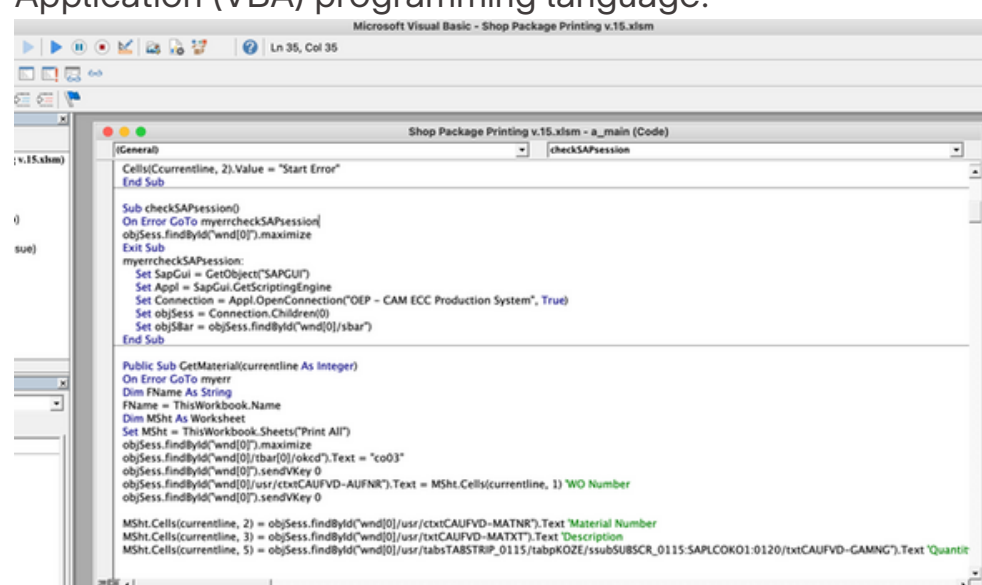 Application (VBA) programming language.
Microsoft Visual Basic - Shop Package Printing v.15.xlsm
Ln 35, Col 35
Shop Package Printing v.15.xlsm - a_main (Code)
(General) checkSAPsession
v.15.xlsm)
sue)
Cells(Ccurrentline, 2).Value = "Start Error"
End Sub
Sub checkSAPsession()
On Error GoTo myerrcheckSAPsession
objSess.findById("wnd[0]").maximize
Exit Sub
myerrcheckSAPsession:
Set SapGui = GetObject("SAPGUI")
Set Appl = SapGui.GetScriptingEngine
Set Connection = Appl.OpenConnection("OEP - CAM ECC Production System", True)
Set objSess = Connection.Children(0)
Set objSBar = objSess.findById("wnd[0]/sbar")
End Sub
Public Sub GetMaterial(currentline As Integer)
On Error GoTo myerr
Dim FName As String
FName = ThisWorkbook.Name
Dim MSht As Worksheet
Set MSht = ThisWorkbook.Sheets("Print All")
objSess.findById("wnd[0]").maximize
objSess.findById("wnd[0]/tbar[0]/okcd").Text = "co03"
objSess.findById("wnd[0]").sendVKey 0
objSess.findById("wnd[0]/usr/ctxtCAUFVD-AUFNR").Text = MSht.Cells(currentline, 1) 'WO Number
objSess.findById("wnd[0]").sendVKey 0
MSht.Cells(currentline, 2) = objSess.findById("wnd[0]/usr/ctxtCAUFVD-MATNR").Text 'Material Number
MSht.Cells(currentline, 3) = objSess.findById("wnd[0]/usr/txtCAUFVD-MATXT").Text 'Description
MSht.Cells(currentline, 5) = objSess.findById("wnd[0]/usr/tabsTABSTRIP_0115/tabpKOZE/ssubSUBSCR_0115:SAPLCOKO1:0120/txtCAUFVD-GAMNG").Text 'Quantit